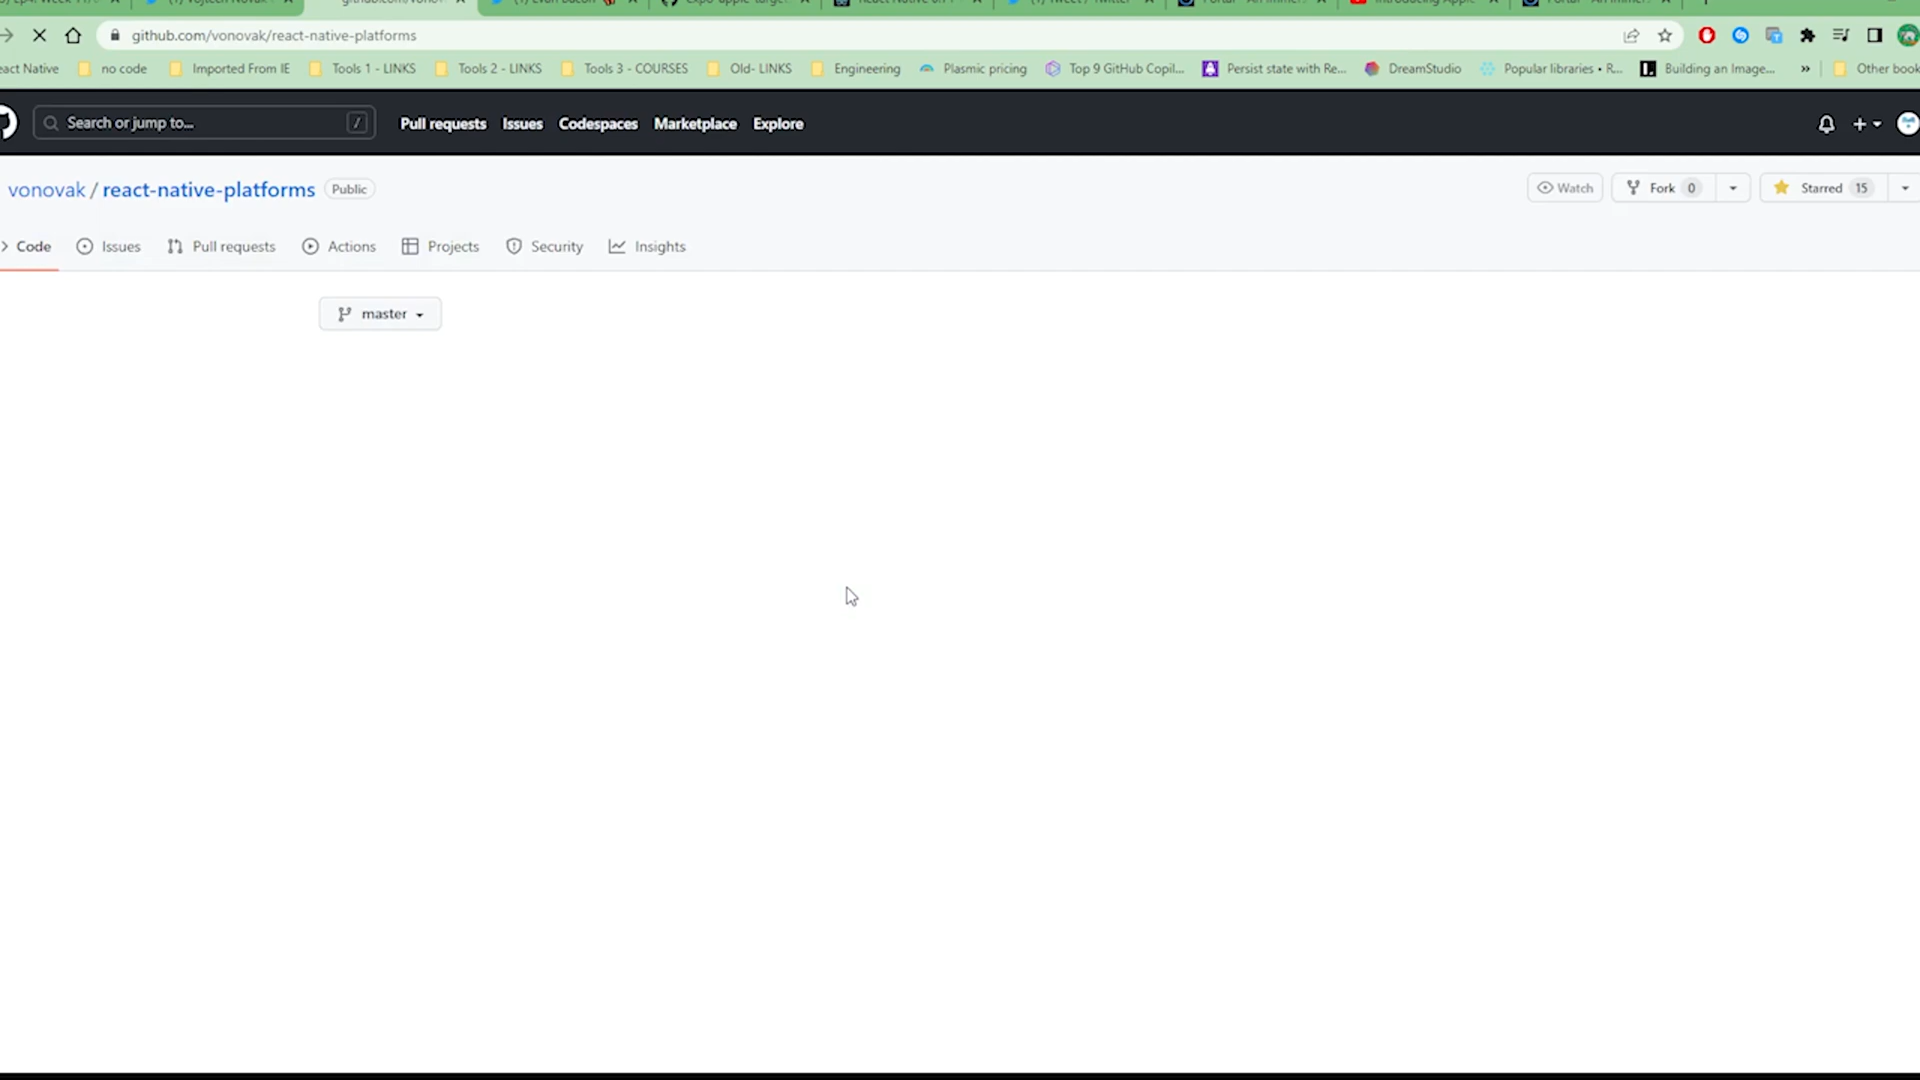 github.com/vonovak/react-native-platforms
eact Native no code Imported From IE Tools 1 - LINKS Tools 2 - LINKS Tools 3 - COURSES Old- LINKS Engineering Plasmic pricing Top 9 GitHub Copil... Persist state with Re... DreamStudio Popular libraries • R... Building an Image... » Other book
Search or jump to... / Pull requests Issues Codespaces Marketplace Explore
vonovak / react-native-platforms Public Watch Fork 0 Starred 15
Code Issues Pull requests Actions Projects Security Insights
master